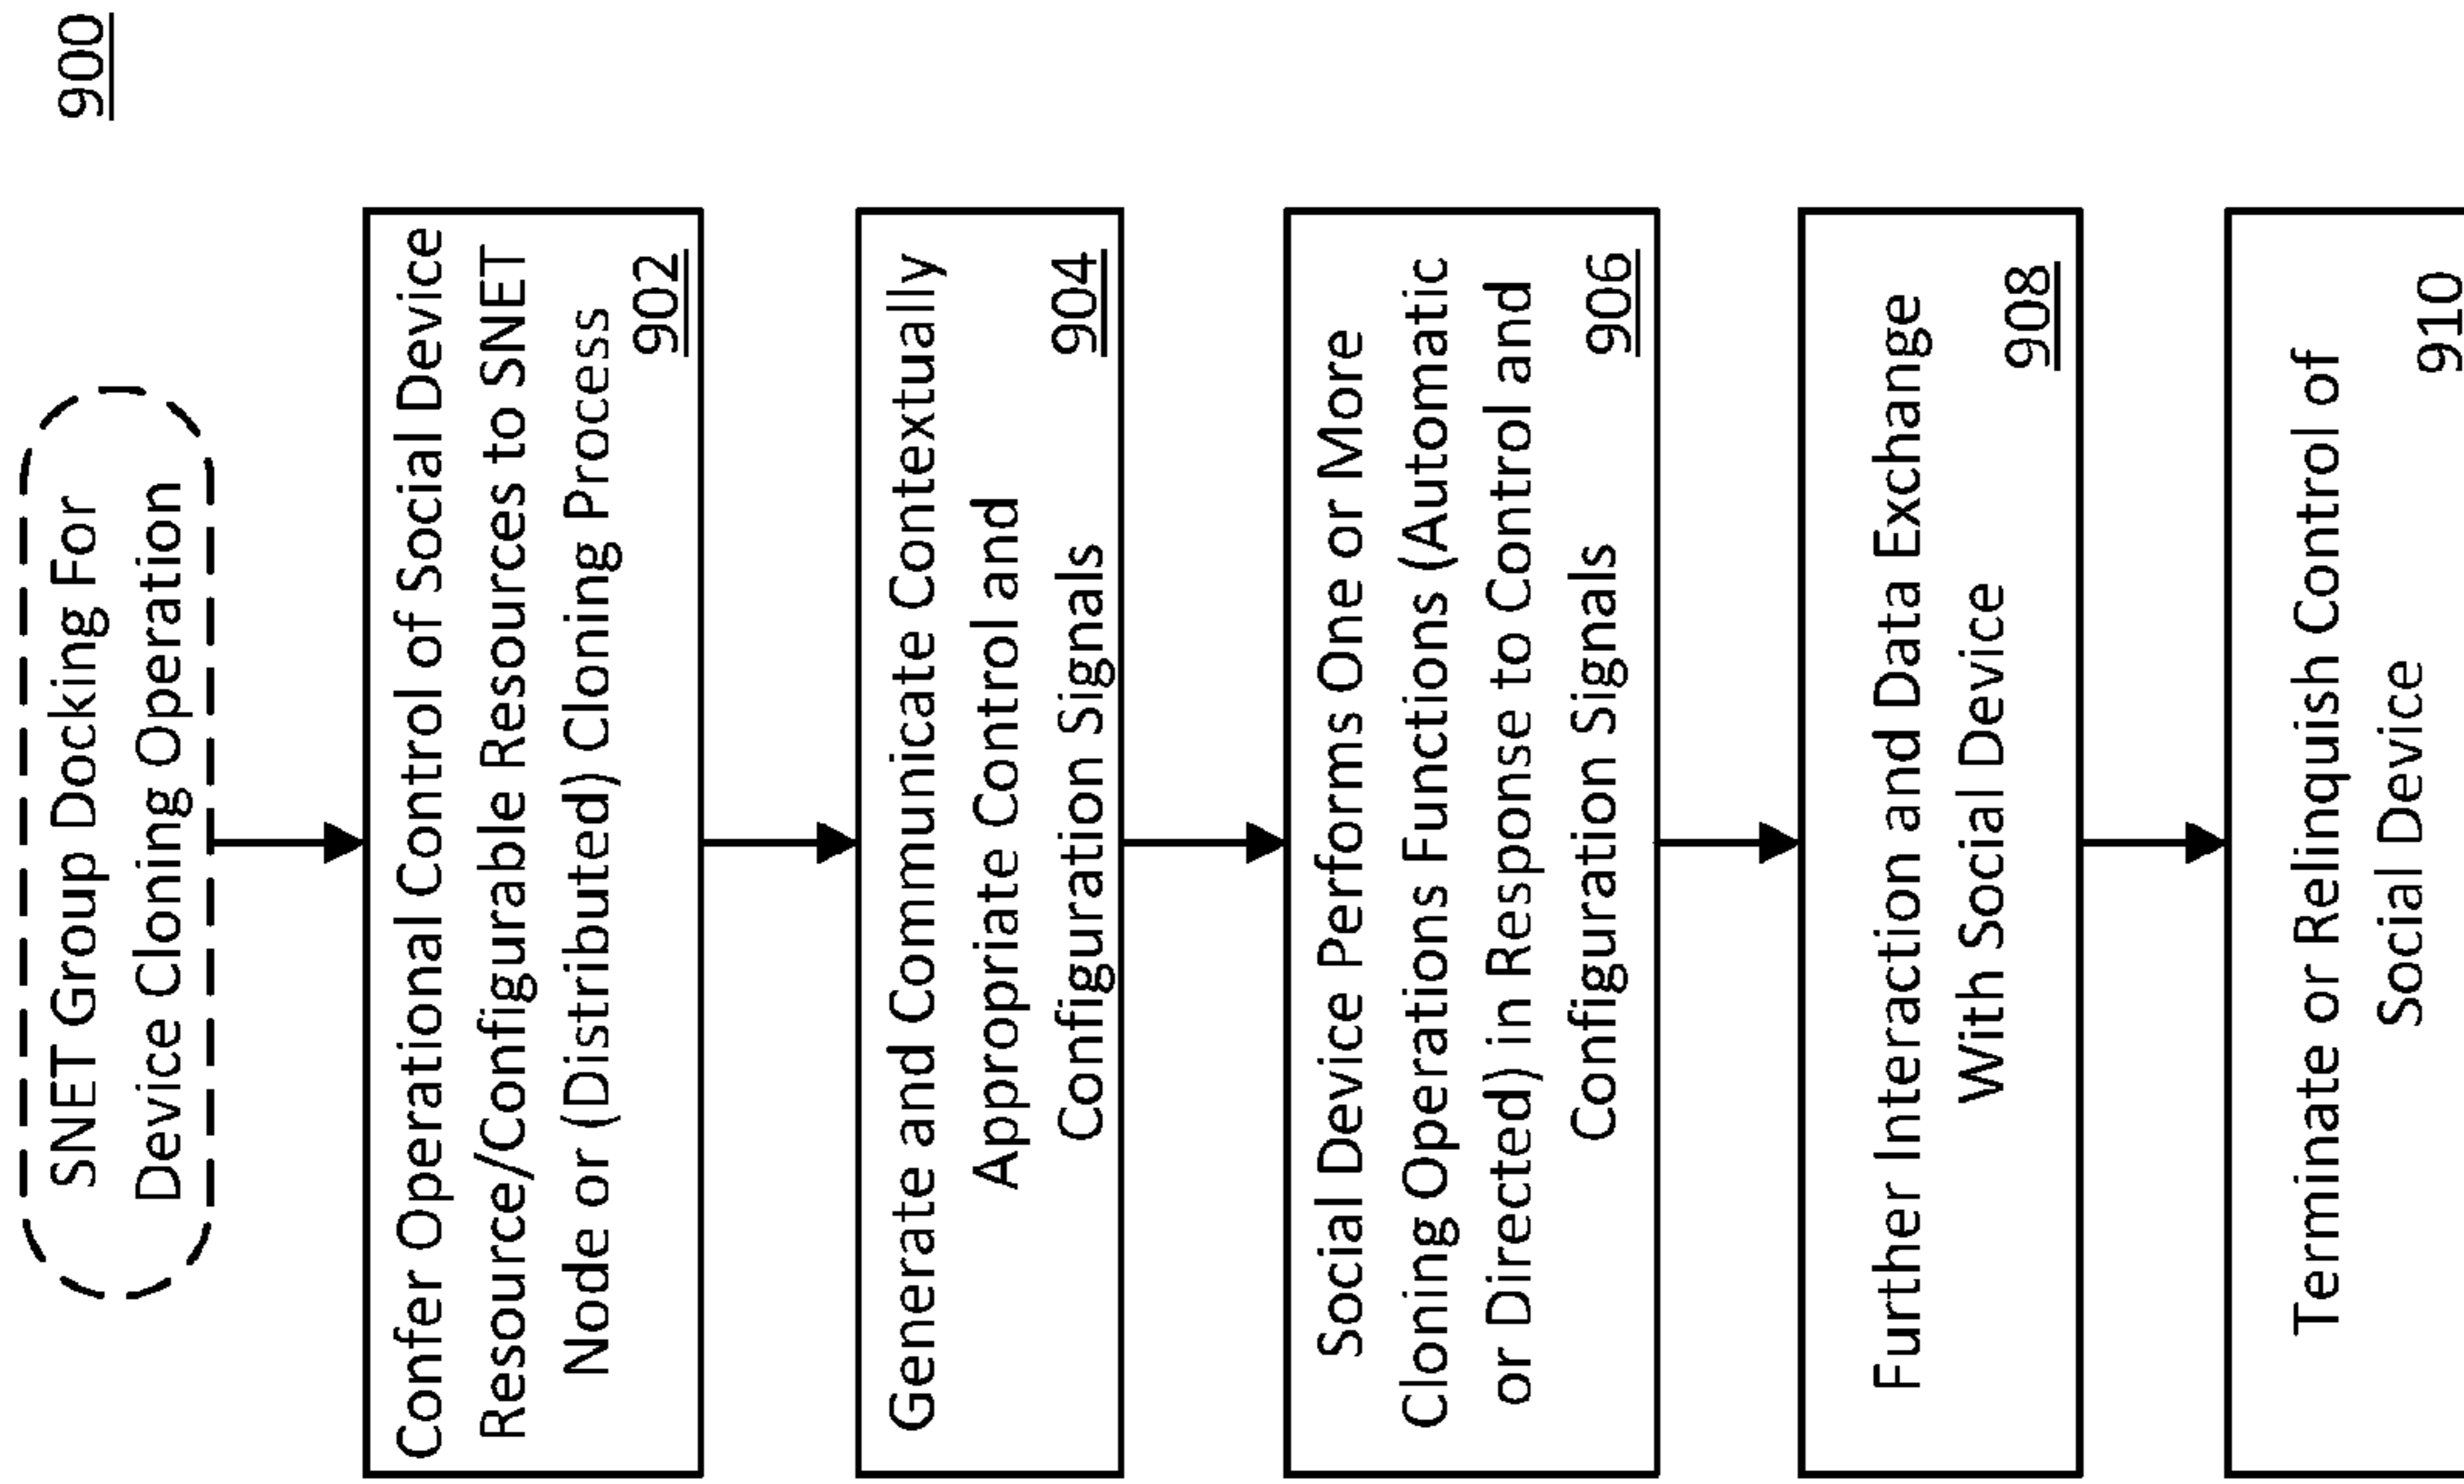 900
SNET Group Docking For
Device Cloning Operation
Confer Operational Control of Social Device
Resource/Configurable Resources to SNET
Node or (Distributed) Cloning Process
902
Generate and Communicate Contextually
Appropriate Control and
Configuration Signals
904
Social Device Performs One or More
Cloning Operations Functions (Automatic
or Directed) in Response to Control and
Configuration Signals
906
Further Interaction and Data Exchange
With Social Device
908
Terminate or Relinquish Control of
Social Device
910